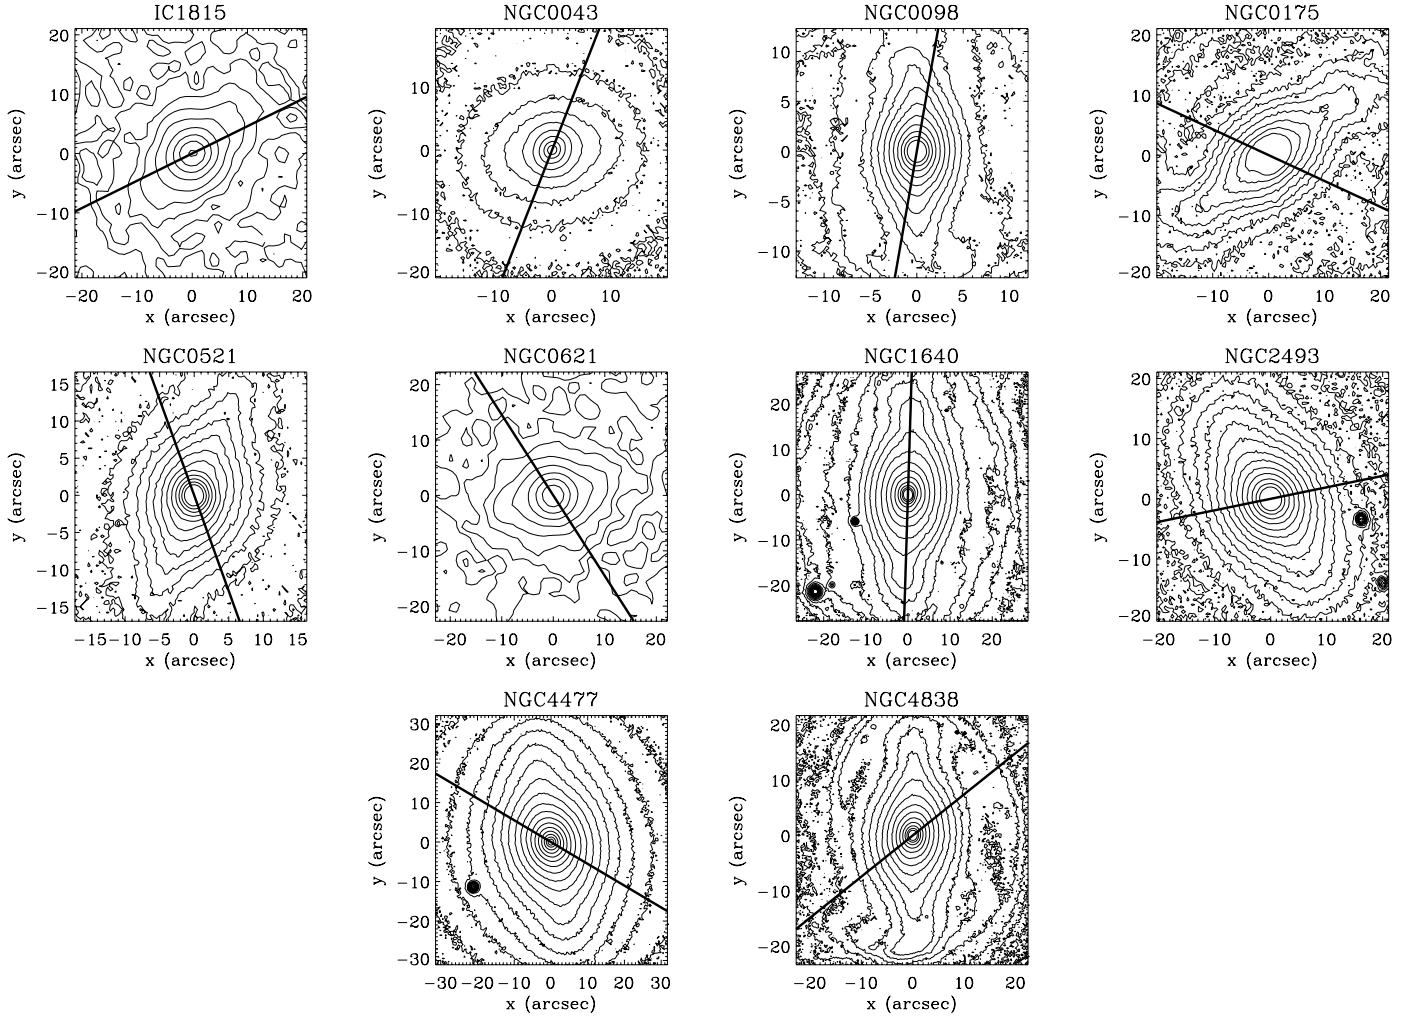 IC1815 NGC0043 NGC0098 NGC0175
20 10 0 −10 −20 y (arcsec) −20 −10 0 10 20 x (arcsec)
10 0 −10 −20 y (arcsec) −10 0 10 x (arcsec)
10 5 0 −5 −10 y (arcsec) −10 −5 0 5 10 x (arcsec)
20 10 0 −10 −20 y (arcsec) −10 0 10 20 x (arcsec)
NGC0521 NGC0621 NGC1640 NGC2493
15 10 5 0 −5 −10 −15 y (arcsec) −15 −10 −5 0 5 10 15 x (arcsec)
20 10 0 −10 −20 y (arcsec) −20 −10 0 10 20 x (arcsec)
20 10 0 −10 −20 y (arcsec) −20 −10 0 10 20 x (arcsec)
20 10 0 −10 −20 y (arcsec) −20 −10 0 10 20 x (arcsec)
NGC4477 NGC4838
30 20 10 0 −10 −20 −30 y (arcsec) −30 −20 −10 0 10 20 30 x (arcsec)
20 10 0 −10 −20 y (arcsec) −20 −10 0 10 20 x (arcsec)